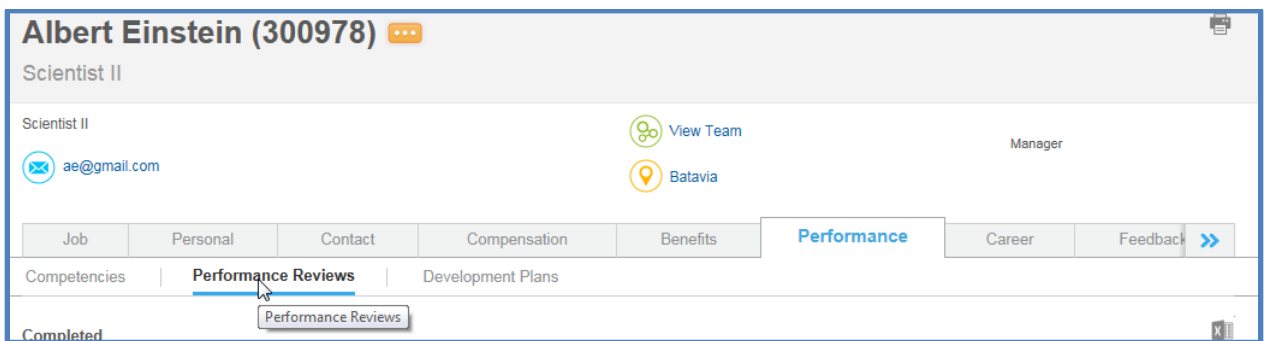 Albert Einstein (300978)
Scientist II
Scientist II
View Team
Manager
ae@gmail.com
Batavia
Job Personal Contact Compensation Benefits Performance Career Feedback
Competencies Performance Reviews Development Plans
Performance Reviews
Completed